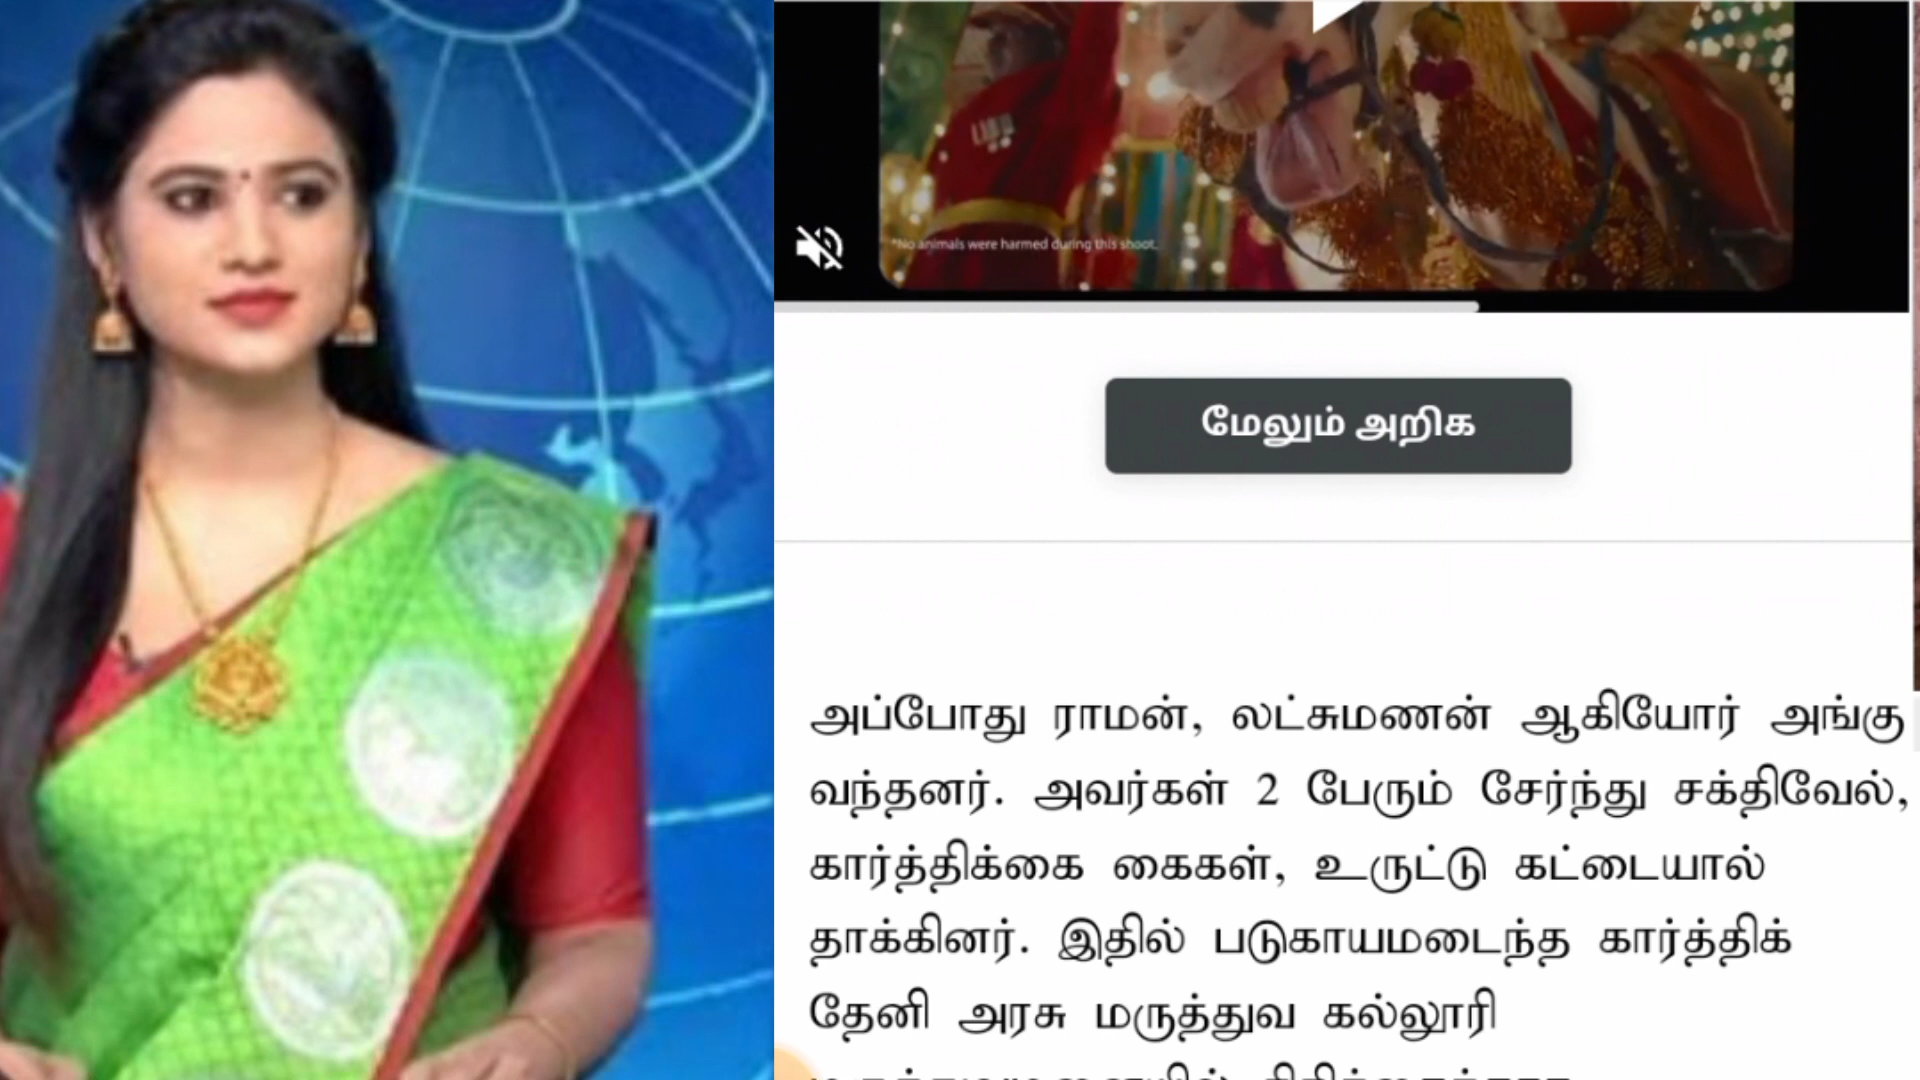 *No animals were harmed during this shoot.
மேலும் அறிக
அப்போது ராமன், லட்சுமணன் ஆகியோர் அங்கு
வந்தனர். அவர்கள் 2 பேரும் சேர்ந்து சக்திவேல்,
கார்த்திக்கை கைகள், உருட்டு கட்டையால்
தாக்கினர். இதில் படுகாயமடைந்த கார்த்திக்
தேனி அரசு மருத்துவ கல்லூரி